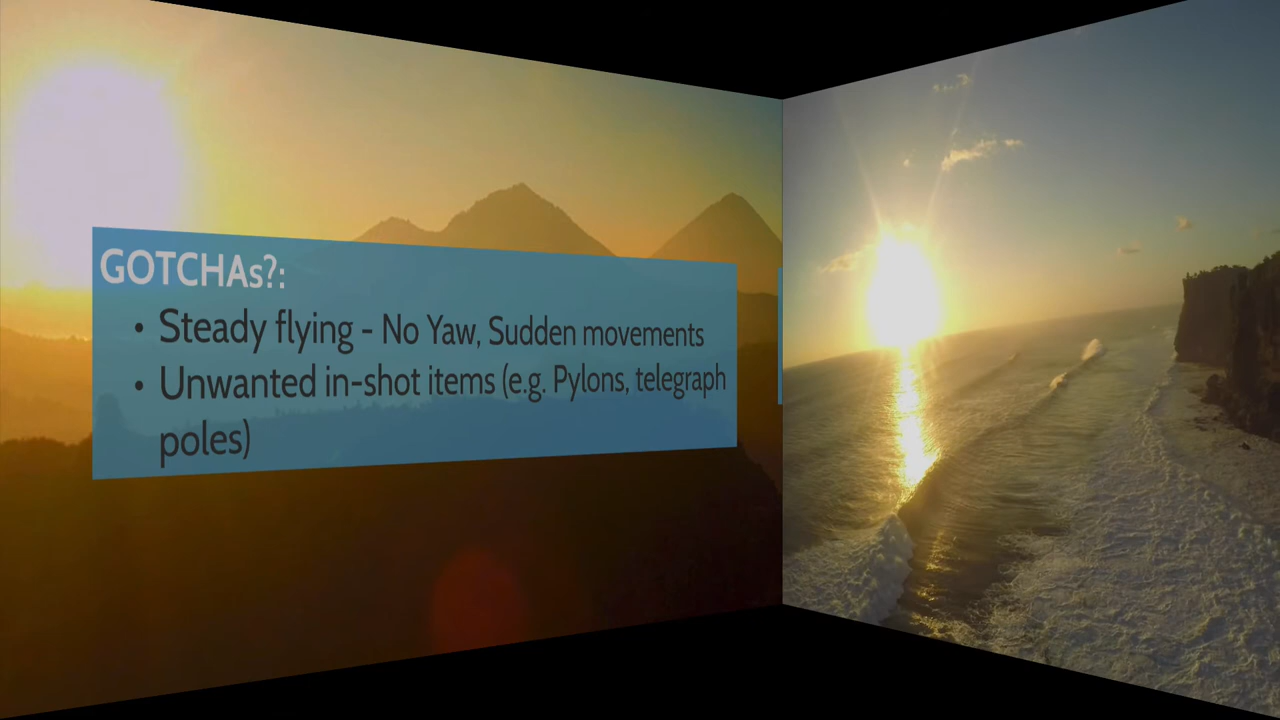 GOTCHAs?:
• Steady flying - No Yaw, Sudden movements
• Unwanted in-shot items (e.g. Pylons, telegraph
poles)